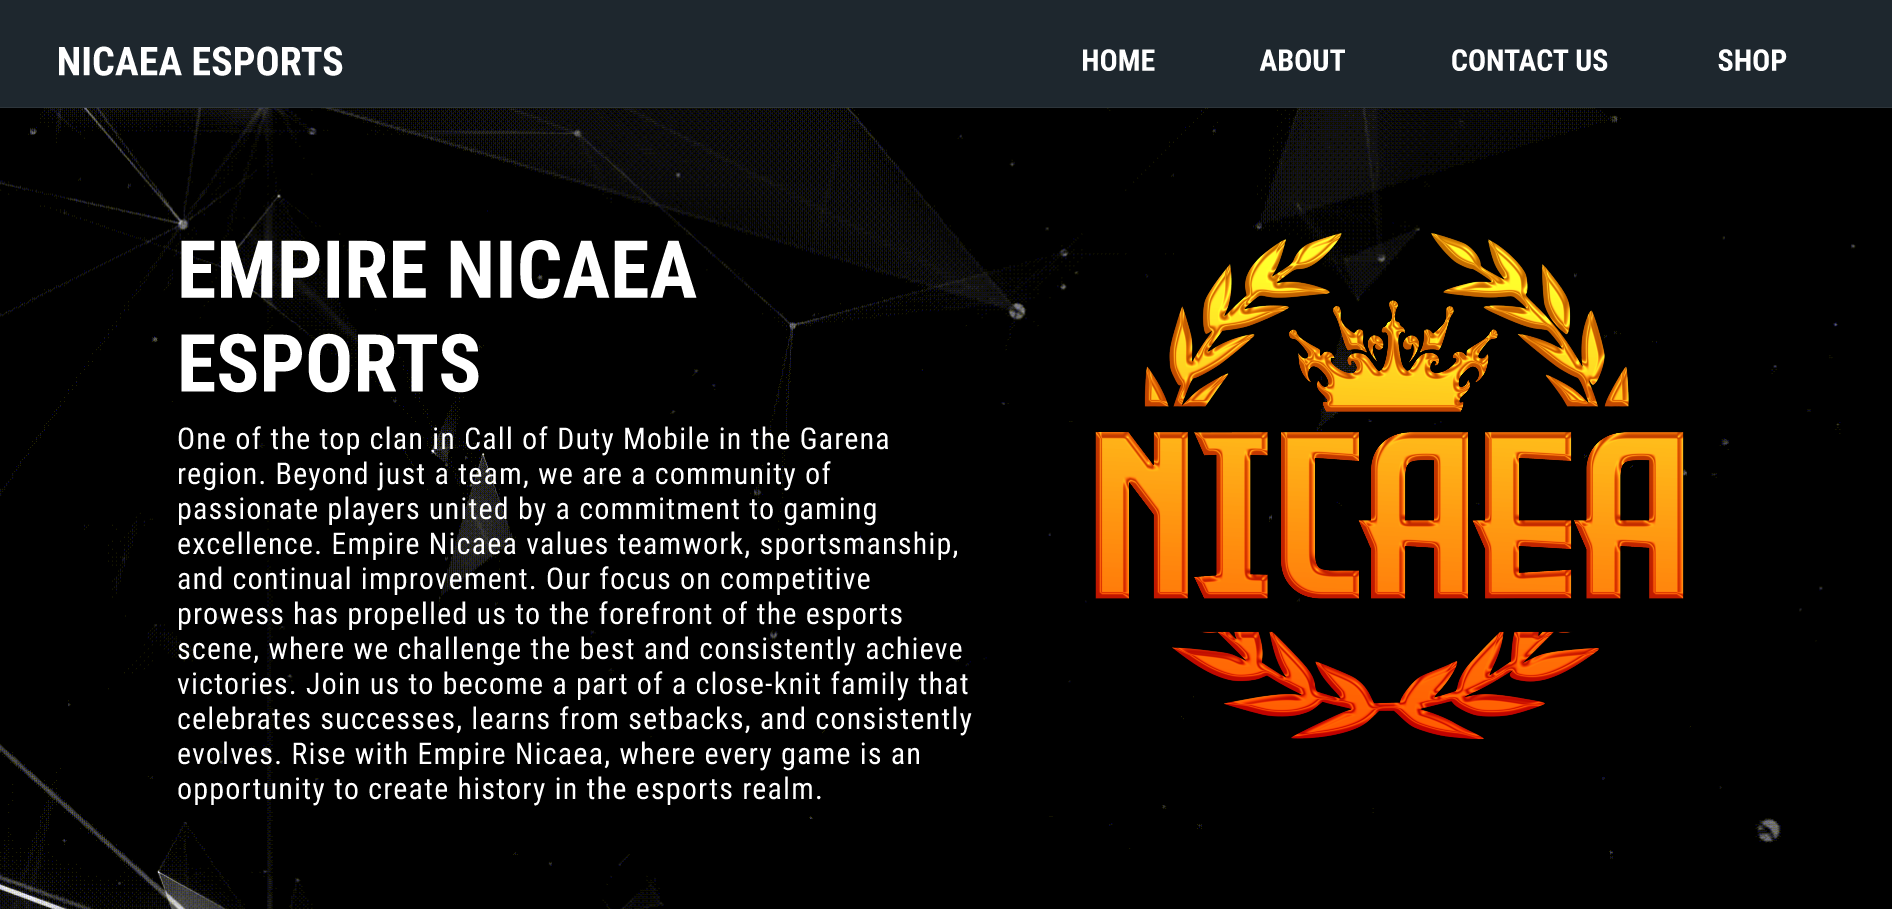 NICAEA ESPORTS
HOME ABOUT CONTACT US SHOP
EMPIRE NICAEA
ESPORTS
One of the top clan in Call of Duty Mobile in the Garena
region. Beyond just a team, we are a community of
passionate players united by a commitment to gaming
excellence. Empire Nicaea values teamwork, sportsmanship,
and continual improvement. Our focus on competitive
prowess has propelled us to the forefront of the esports
scene, where we challenge the best and consistently achieve
victories. Join us to become a part of a close-knit family that
celebrates successes, learns from setbacks, and consistently
evolves. Rise with Empire Nicaea, where every game is an
opportunity to create history in the esports realm.
NICAEA